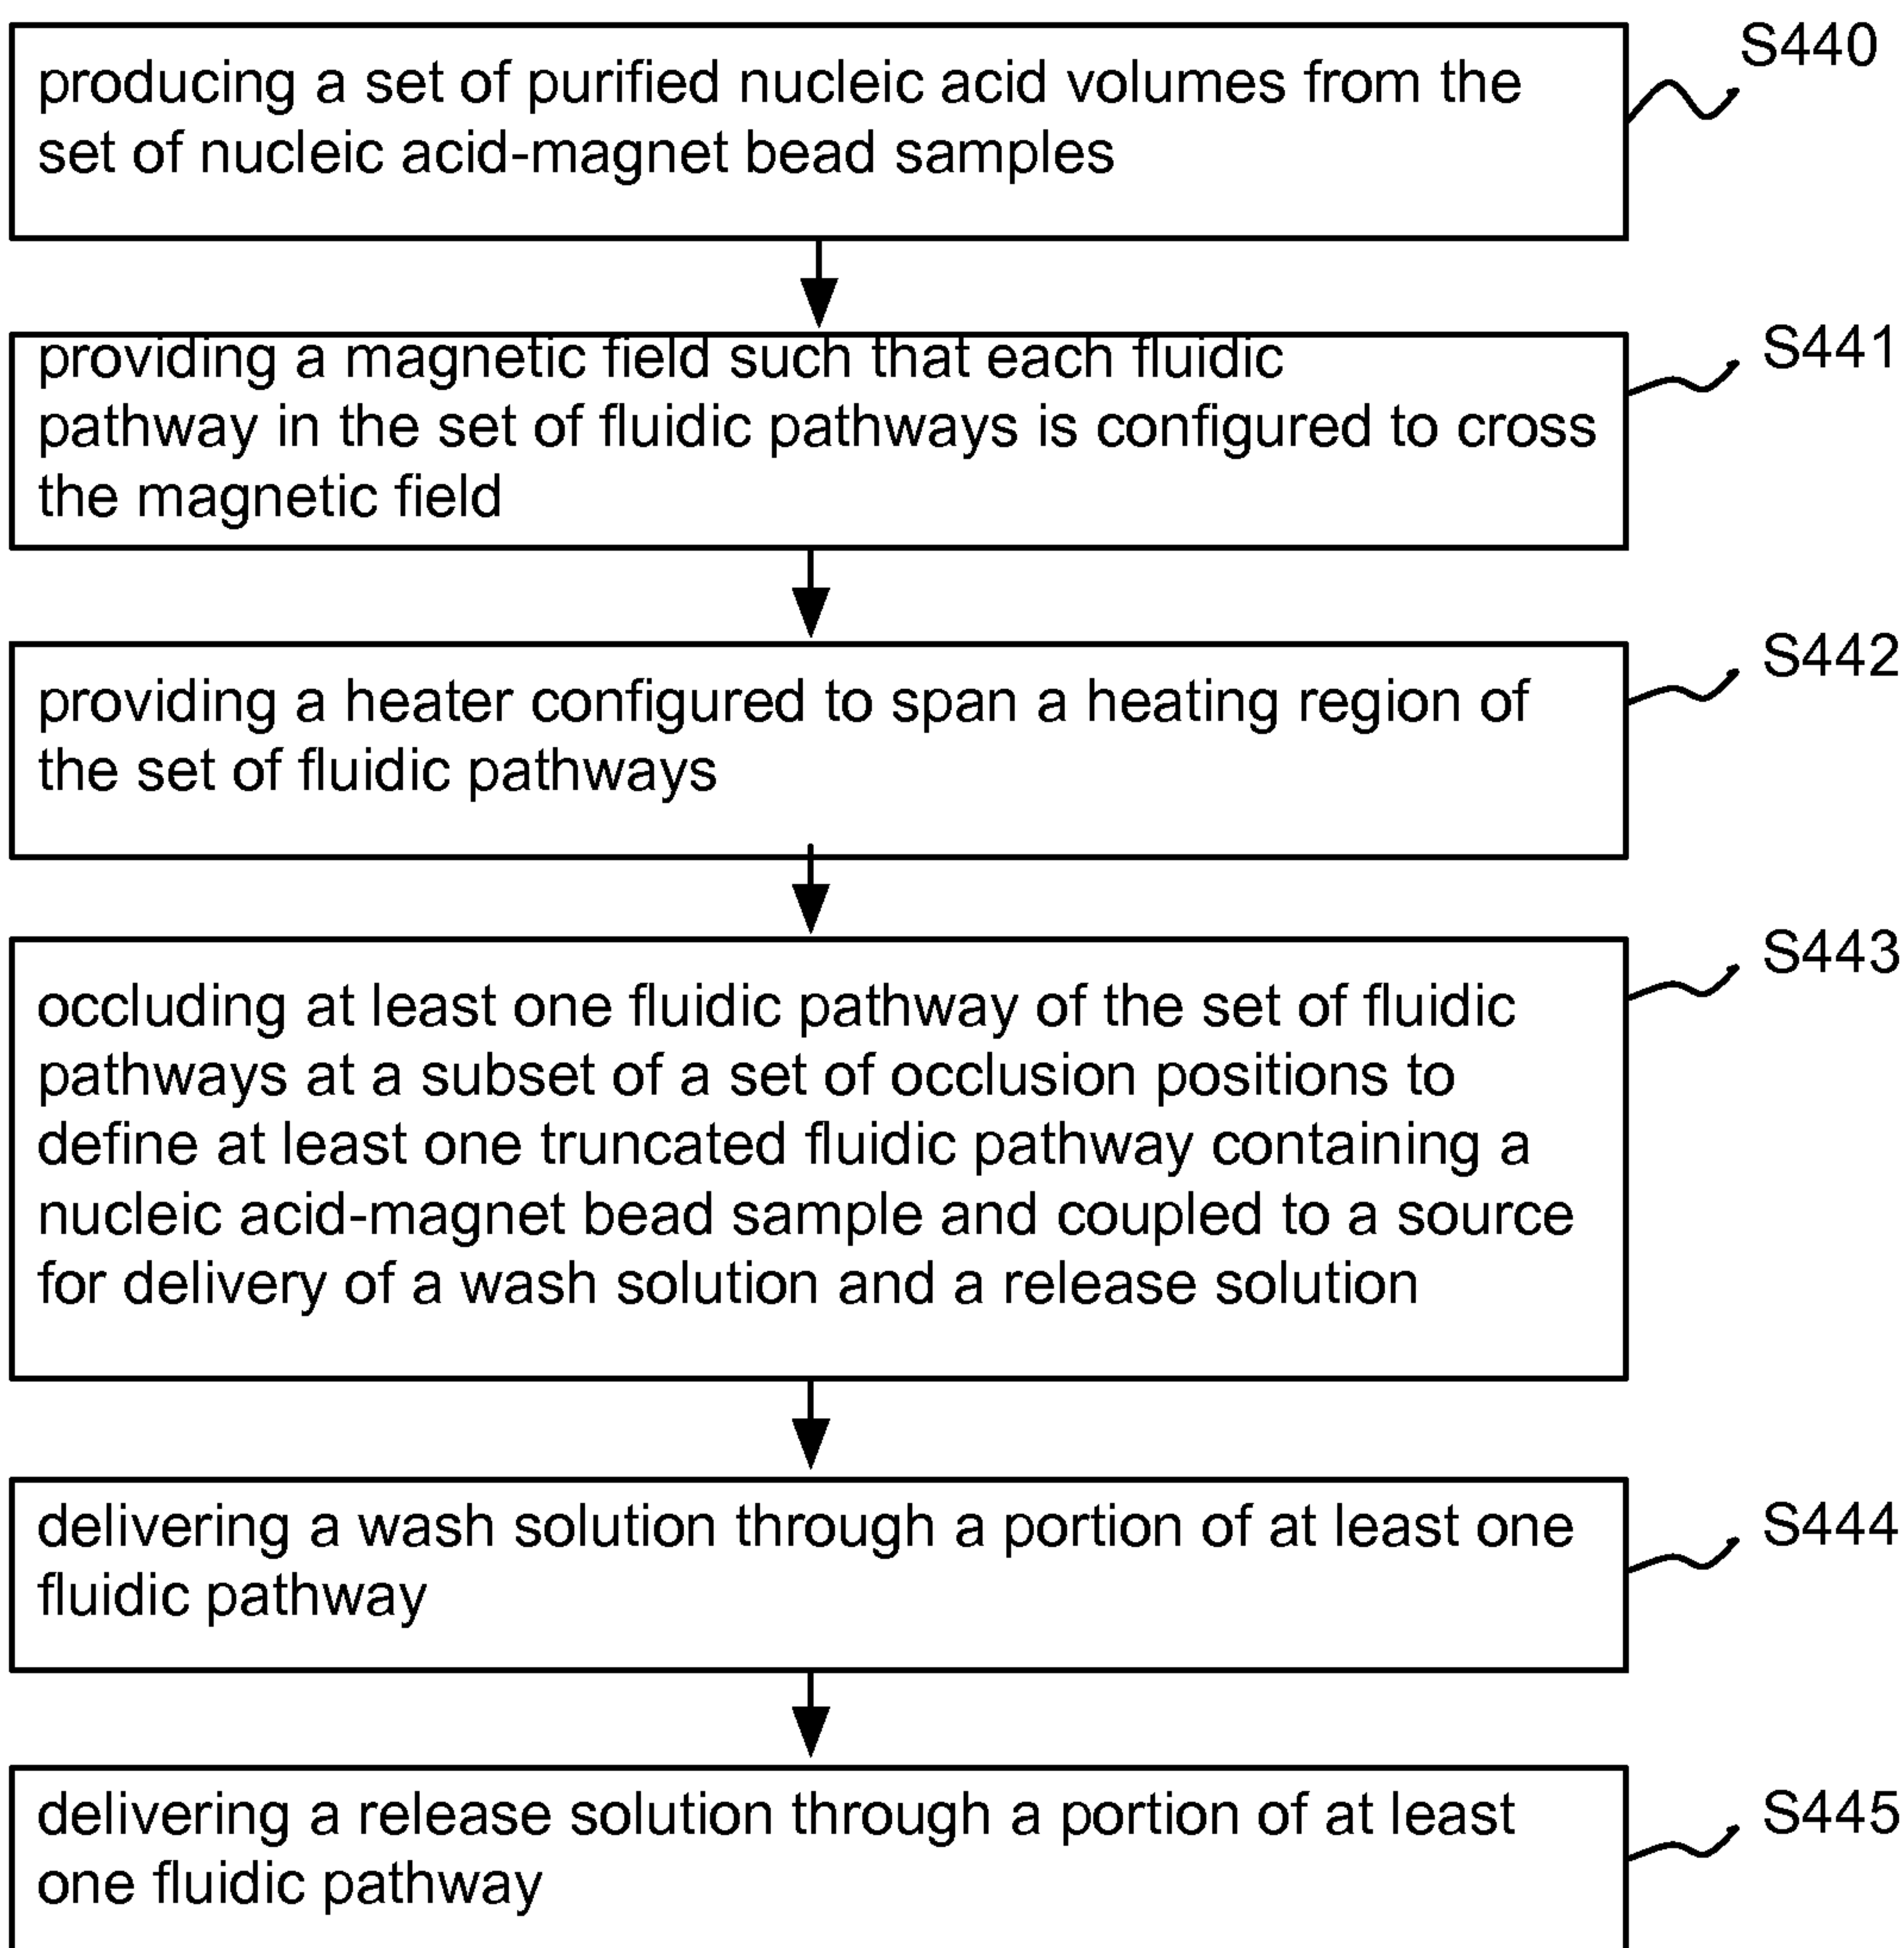 S440
producing a set of purified nucleic acid volumes from the
set of nucleic acid-magnet bead samples
S441
providing a magnetic field such that each fluidic
pathway in the set of fluidic pathways is configured to cross
the magnetic field
S442
providing a heater configured to span a heating region of
the set of fluidic pathways
S443
occluding at least one fluidic pathway of the set of fluidic
pathways at a subset of a set of occlusion positions to
define at least one truncated fluidic pathway containing a
nucleic acid-magnet bead sample and coupled to a source
for delivery of a wash solution and a release solution
S444
delivering a wash solution through a portion of at least one
fluidic pathway
S445
delivering a release solution through a portion of at least
one fluidic pathway